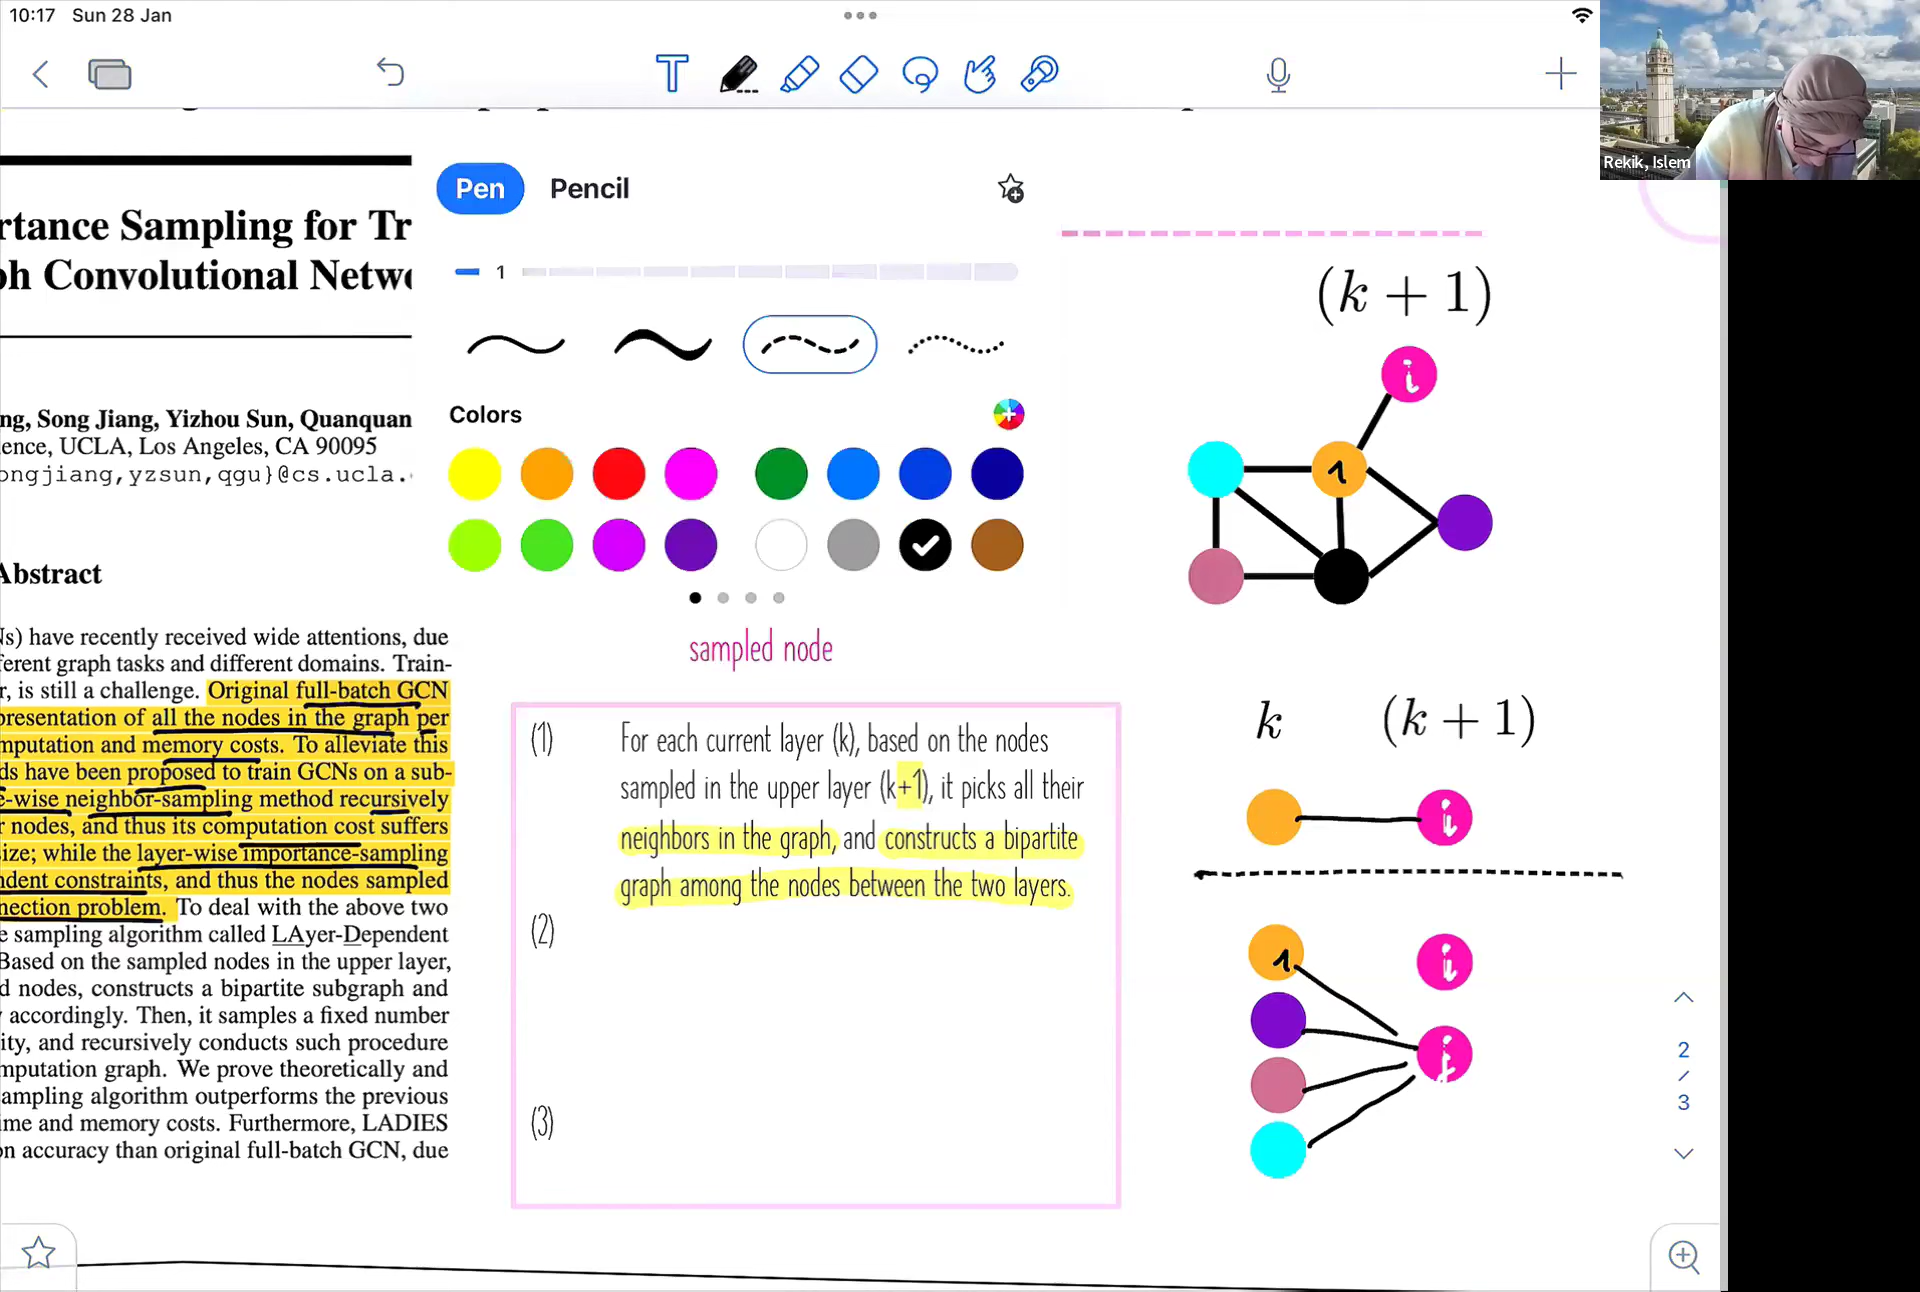 10:17 Sun 28 Jan
Rekik, Islem
Pen Pencil
1
Colors
rtance Sampling for Tr
ph Convolutional Netw
ng, Song Jiang, Yizhou Sun, Quanquan
ence, UCLA, Los Angeles, CA 90095
ongjiang,yzsun,qgu}@cs.ucla.
Abstract
Ns) have recently received wide attentions, due
ferent graph tasks and different domains. Train-
r, is still a challenge. Original full-batch GCN
presentation of all the nodes in the graph per
mputation and memory costs. To alleviate this
ds have been proposed to train GCNs on a sub-
e-wise neighbor-sampling method recursively
r nodes, and thus its computation cost suffers
size; while the layer-wise importance-sampling
ndent constraints, and thus the nodes sampled
nection problem. To deal with the above two
e sampling algorithm called LAyer-Dependent
Based on the sampled nodes in the upper layer,
d nodes, constructs a bipartite subgraph and
y accordingly. Then, it samples a fixed number
ity, and recursively conducts such procedure
mputation graph. We prove theoretically and
ampling algorithm outperforms the previous
ime and memory costs. Furthermore, LADIES
on accuracy than original full-batch GCN, due
sampled node
(1) For each current layer (k), based on the nodes
sampled in the upper layer (k+1), it picks all their
neighbors in the graph, and constructs a bipartite
graph among the nodes between the two layers.
(2)
(3)
(k + 1)
i
1
k (k + 1)
i
1 i
j
2
/
3